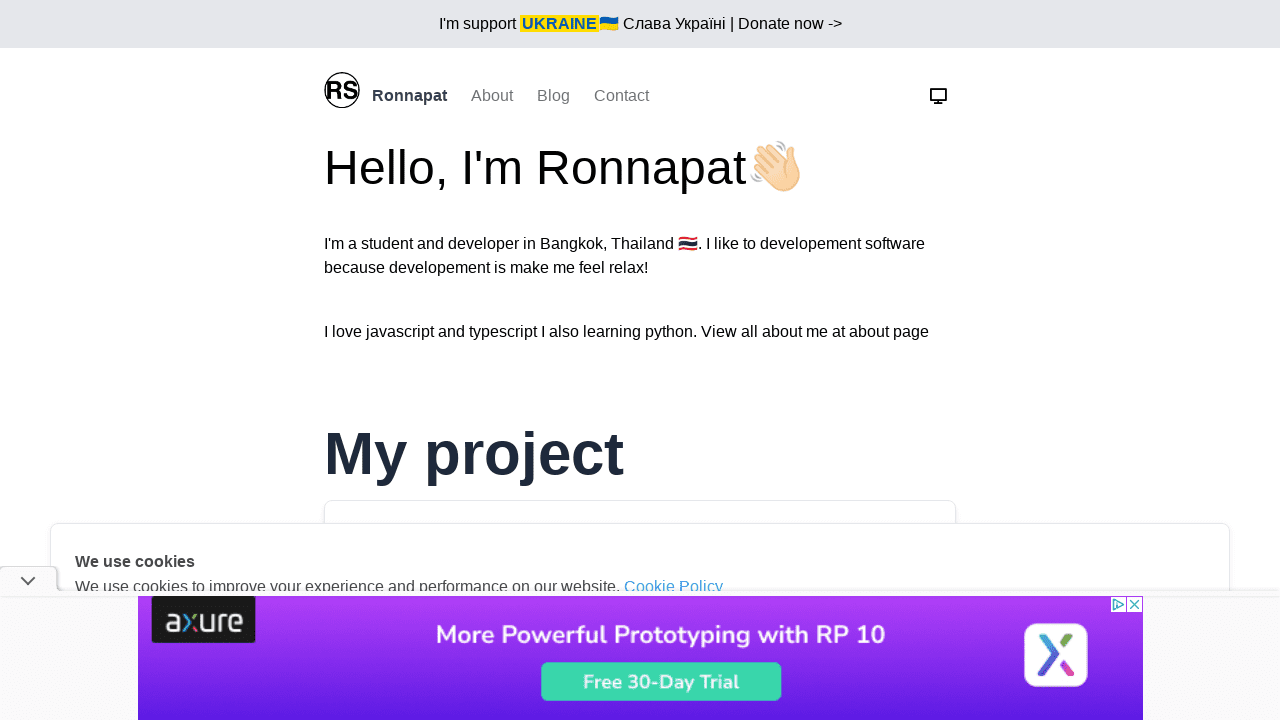 I'm support UKRAINE🇺🇦 Слава Україні | Donate now ->
RS Ronnapat About Blog Contact
Hello, I'm Ronnapat👋🏻
I'm a student and developer in Bangkok, Thailand 🇹🇭. I like to developement software
because developement is make me feel relax!
I love javascript and typescript I also learning python. View all about me at about page
My project
We use cookies
We use cookies to improve your experience and performance on our website. Cookie Policy
axure
More Powerful Prototyping with RP 10
Free 30-Day Trial